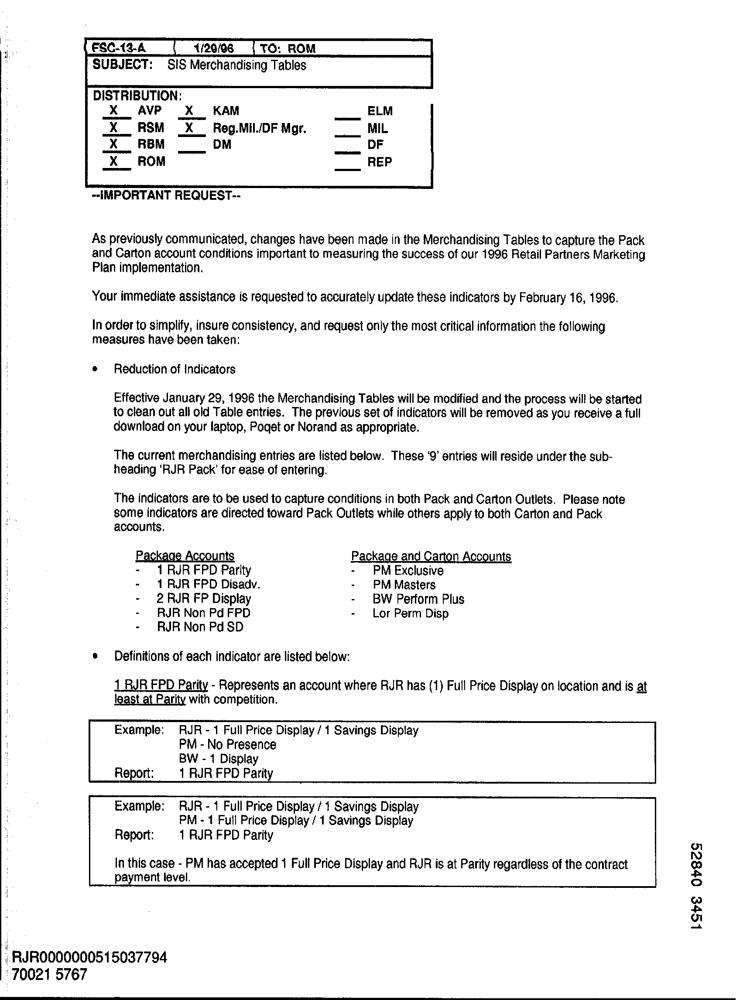 FSC-13-A 1/29/96 TO: ROM
SUBJECT: SIS Merchandising Tables
DISTRIBUTION:
X AVP X KAM ELM
X RSM X Reg.Mil./DF Mgr. MIL
X RBM DM DF
X ROM REP
--IMPORTANT REQUEST--
As previously communicated, changes have been made in the Merchandising Tables to capture the Pack
and Carton account conditions important to measuring the success of our 1996 Retail Partners Marketing
Plan implementation.
Your immediate assistance is requested to accurately update these indicators by February 16, 1996.
In order to simplify, insure consistency, and request only the most critical information the following
measures have been taken:
• Reduction of Indicators
Effective January 29, 1996 the Merchandising Tables will be modified and the process will be started
to clean out all old Table entries. The previous set of indicators will be removed as you receive a full
download on your laptop, Poqet or Norand as appropriate.
The current merchandising entries are listed below. These '9' entries will reside under the sub-
heading 'RJR Pack' for ease of entering.
The indicators are to be used to capture conditions in both Pack and Carton Outlets. Please note
some indicators are directed toward Pack Outlets while others apply to both Carton and Pack
accounts.
Package Accounts Package and Carton Accounts
- 1 RJR FPD Parity - PM Exclusive
- 1 RJR FPD Disadv. - PM Masters
- 2 RJR FP Display - BW Perform Plus
- RJR Non Pd FPD - Lor Perm Disp
- RJR Non Pd SD
• Definitions of each indicator are listed below:
1 RJR FPD Parity - Represents an account where RJR has (1) Full Price Display on location and is at
least at Parity with competition.
Example: RJR - 1 Full Price Display / 1 Savings Display
PM - No Presence
BW - 1 Display
Report: 1 RJR FPD Parity
Example: RJR - 1 Full Price Display / 1 Savings Display
PM - 1 Full Price Display / 1 Savings Display
Report: 1 RJR FPD Parity
In this case - PM has accepted 1 Full Price Display and RJR is at Parity regardless of the contract
payment level.
52840 3451
RJR0000000515037794
70021 5767